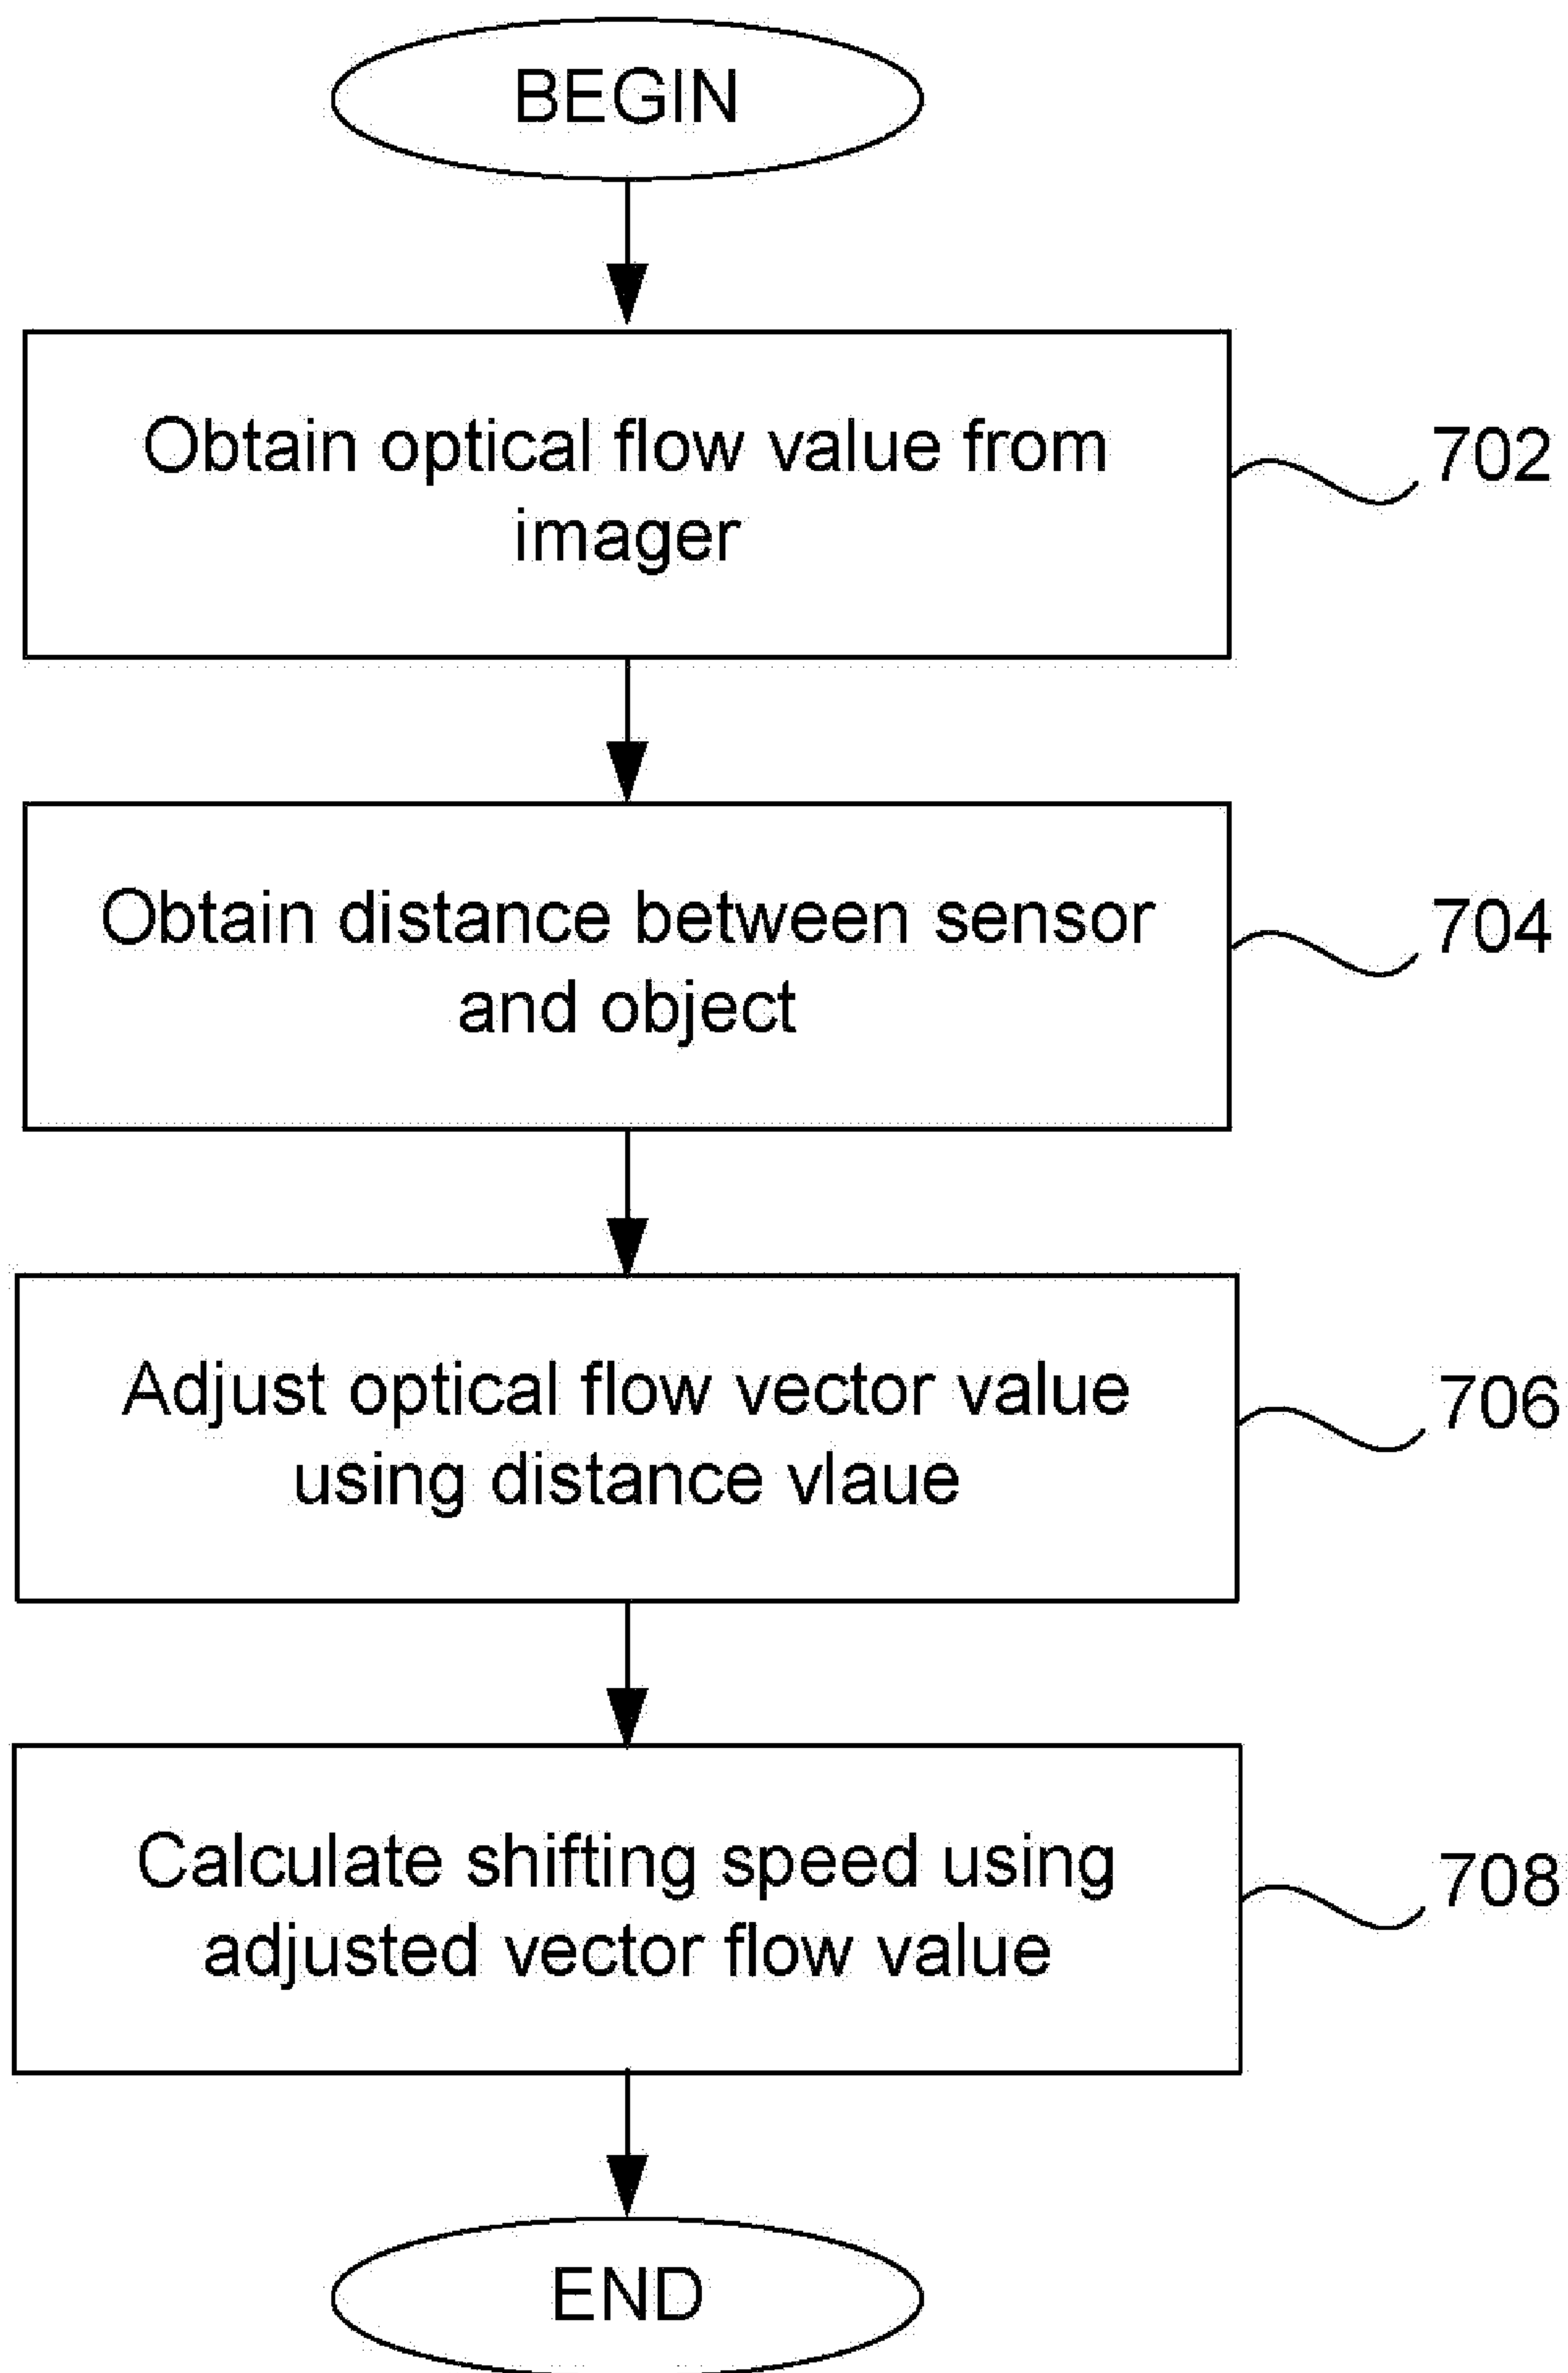 BEGIN
Obtain optical flow value from
imager
702
Obtain distance between sensor
and object
704
Adjust optical flow vector value
using distance vlaue
706
Calculate shifting speed using
adjusted vector flow value
708
END